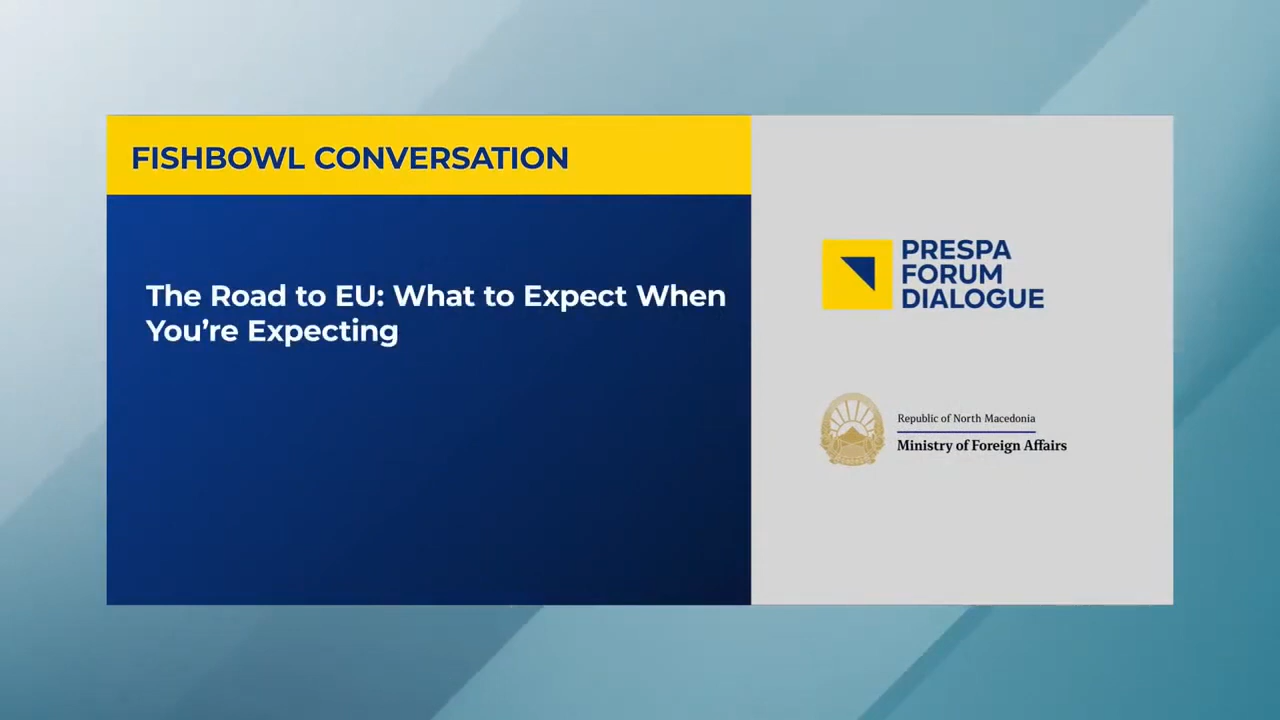 FISHBOWL CONVERSATION
The Road to EU: What to Expect When
You’re Expecting
PRESPA
FORUM
DIALOGUE
Republic of North Macedonia
Ministry of Foreign Affairs